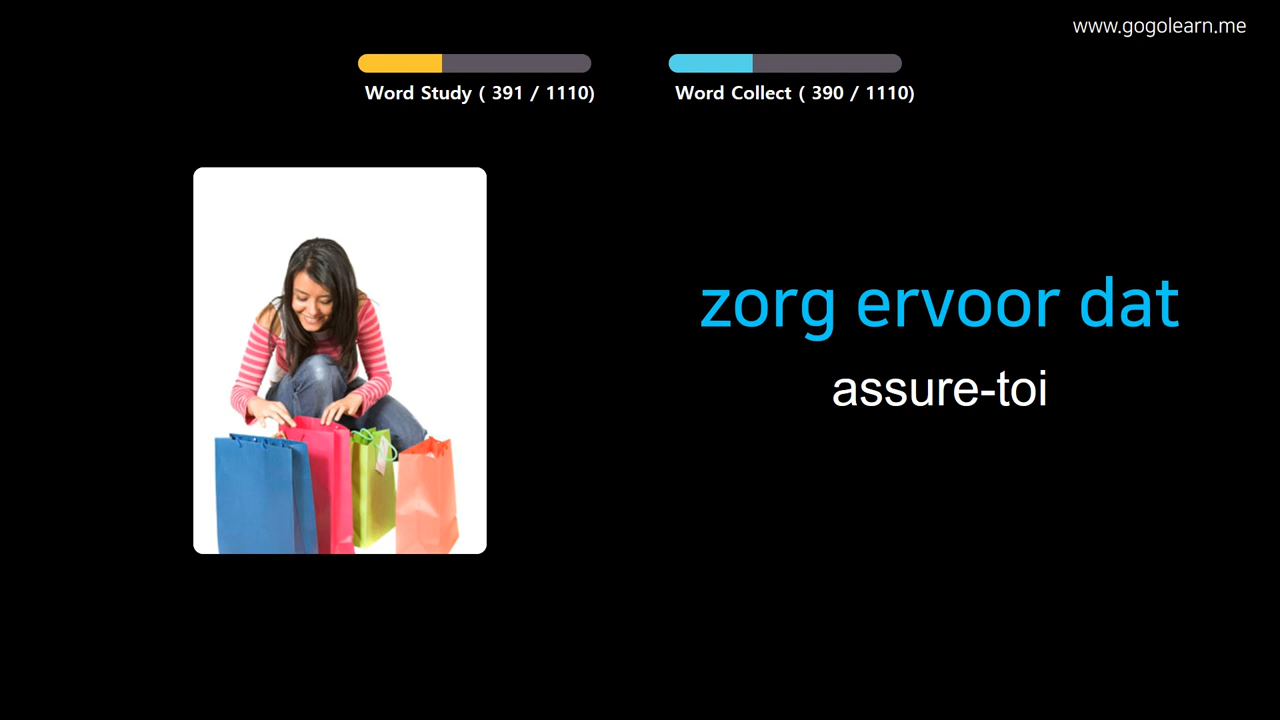 www.gogolearn.me
Word Study ( 391 / 1110)
Word Collect ( 390 / 1110)
zorg ervoor dat
assure-toi